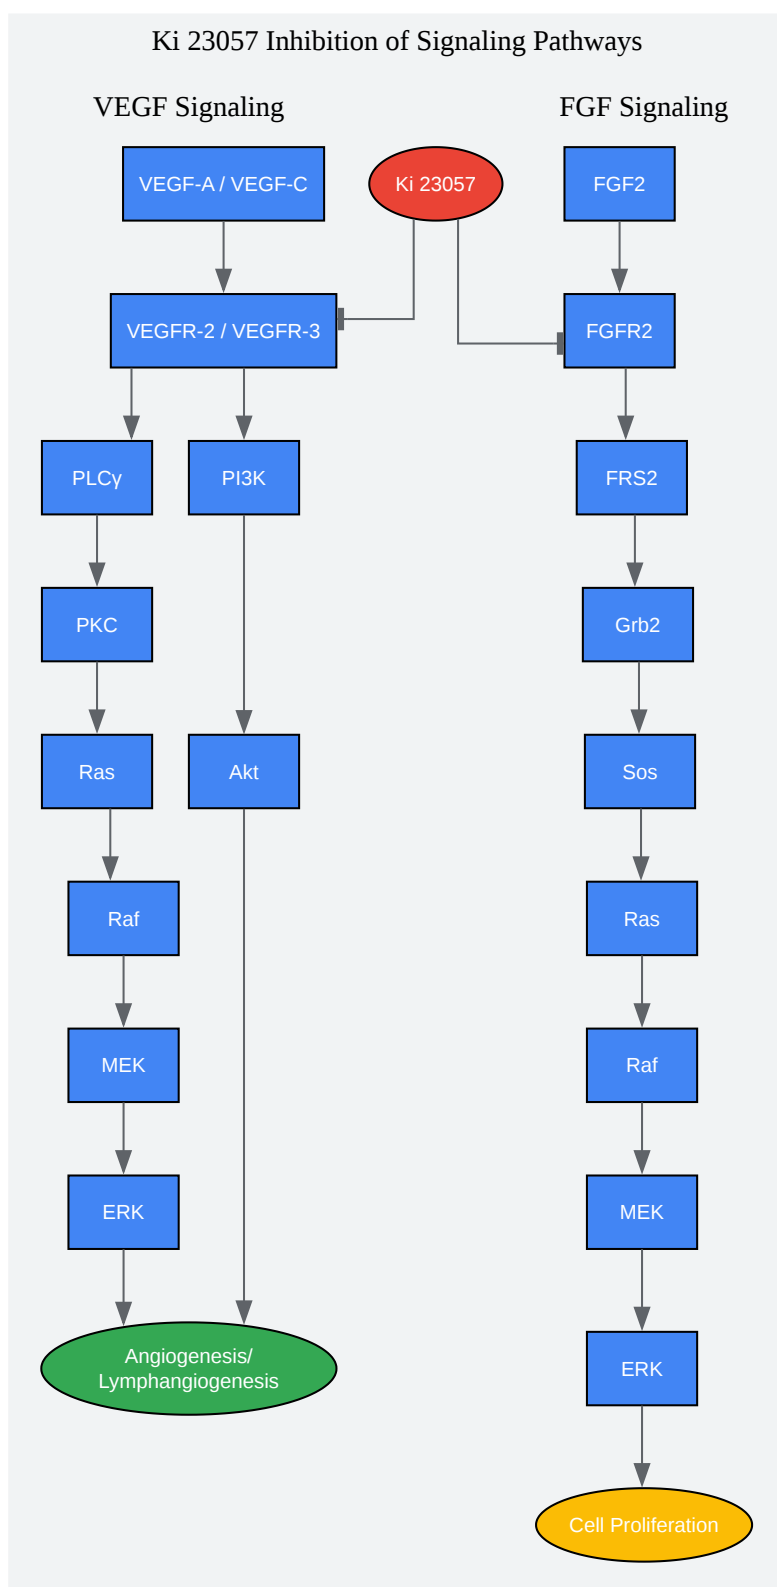 Ki 23057 Inhibition of Signaling Pathways
VEGF Signaling
FGF Signaling
VEGF-A / VEGF-C
Ki 23057
FGF2
VEGFR-2 / VEGFR-3
FGFR2
PLCγ
PI3K
FRS2
PKC
Grb2
Ras
Akt
Sos
Raf
Ras
MEK
Raf
ERK
MEK
Angiogenesis/
Lymphangiogenesis
ERK
Cell Proliferation